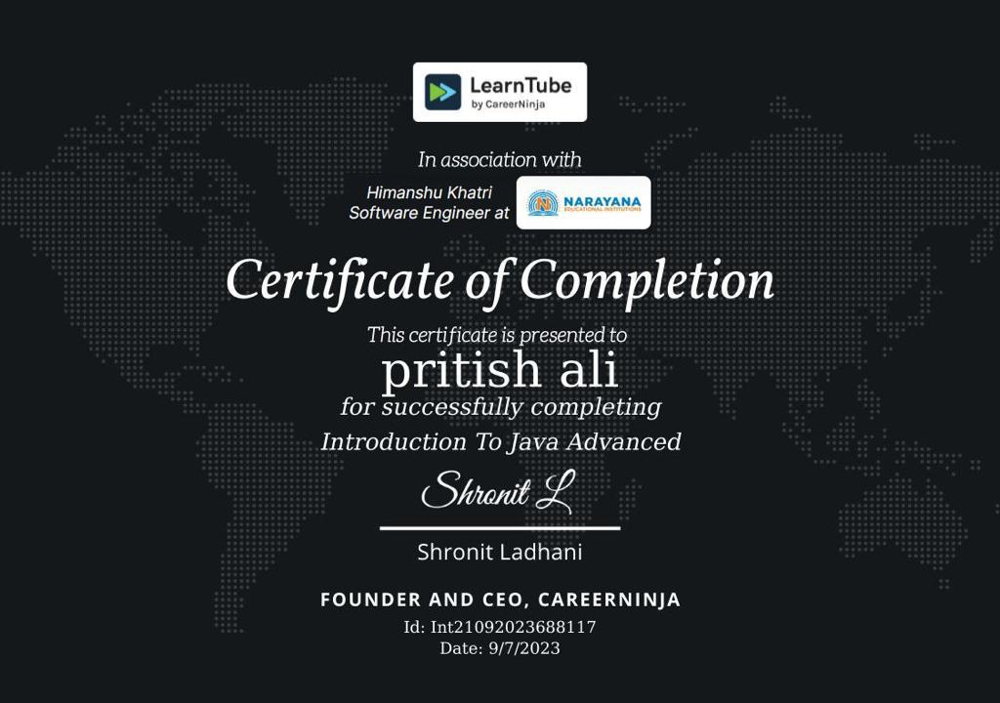 LearnTube
by CareerNinja
In association with
Himanshu Khatri
Software Engineer at
NARAYANA
EDUCATIONAL INSTITUTIONS
Certificate of Completion
This certificate is presented to
pritish ali
for successfully completing
Introduction To Java Advanced
Shronit L
Shronit Ladhani
FOUNDER AND CEO, CAREERNINJA
Id: Int21092023688117
Date: 9/7/2023